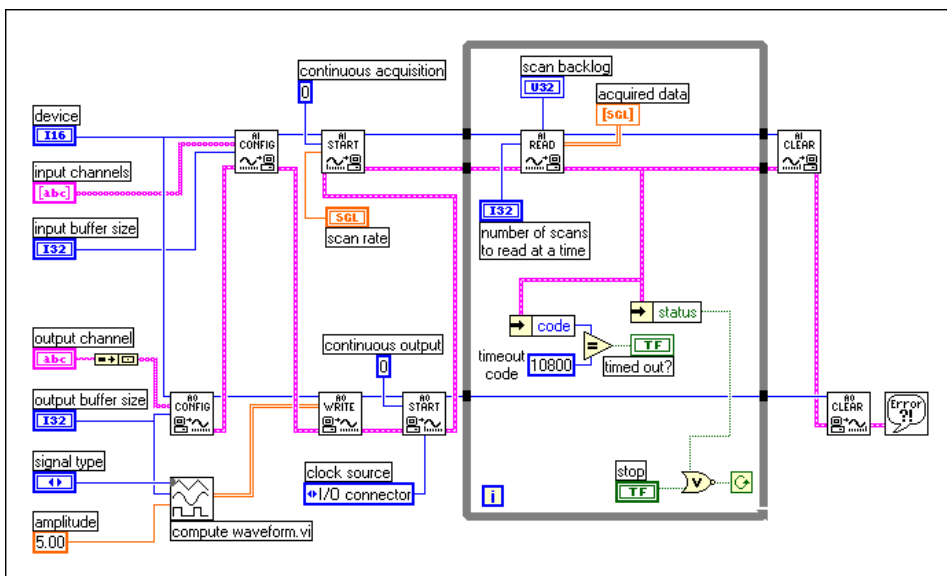 scan backlog
U32
continuous acquisition
0
acquired data
[SGL]
device
I16
AI
CONFIG
AI
START
AI
READ
AI
CLEAR
input channels
[abc]
input buffer size
I32
SGL
scan rate
I32
number of scans
to read at a time
code
status
output channel
abc
continuous output
0
timeout
code
10800
=
TF
timed out?
output buffer size
I32
AO
CONFIG
AO
WRITE
AO
START
AO
CLEAR
Error
?!
signal type
clock source
I/O connector
stop
TF
V
i
amplitude
5.00
compute waveform.vi